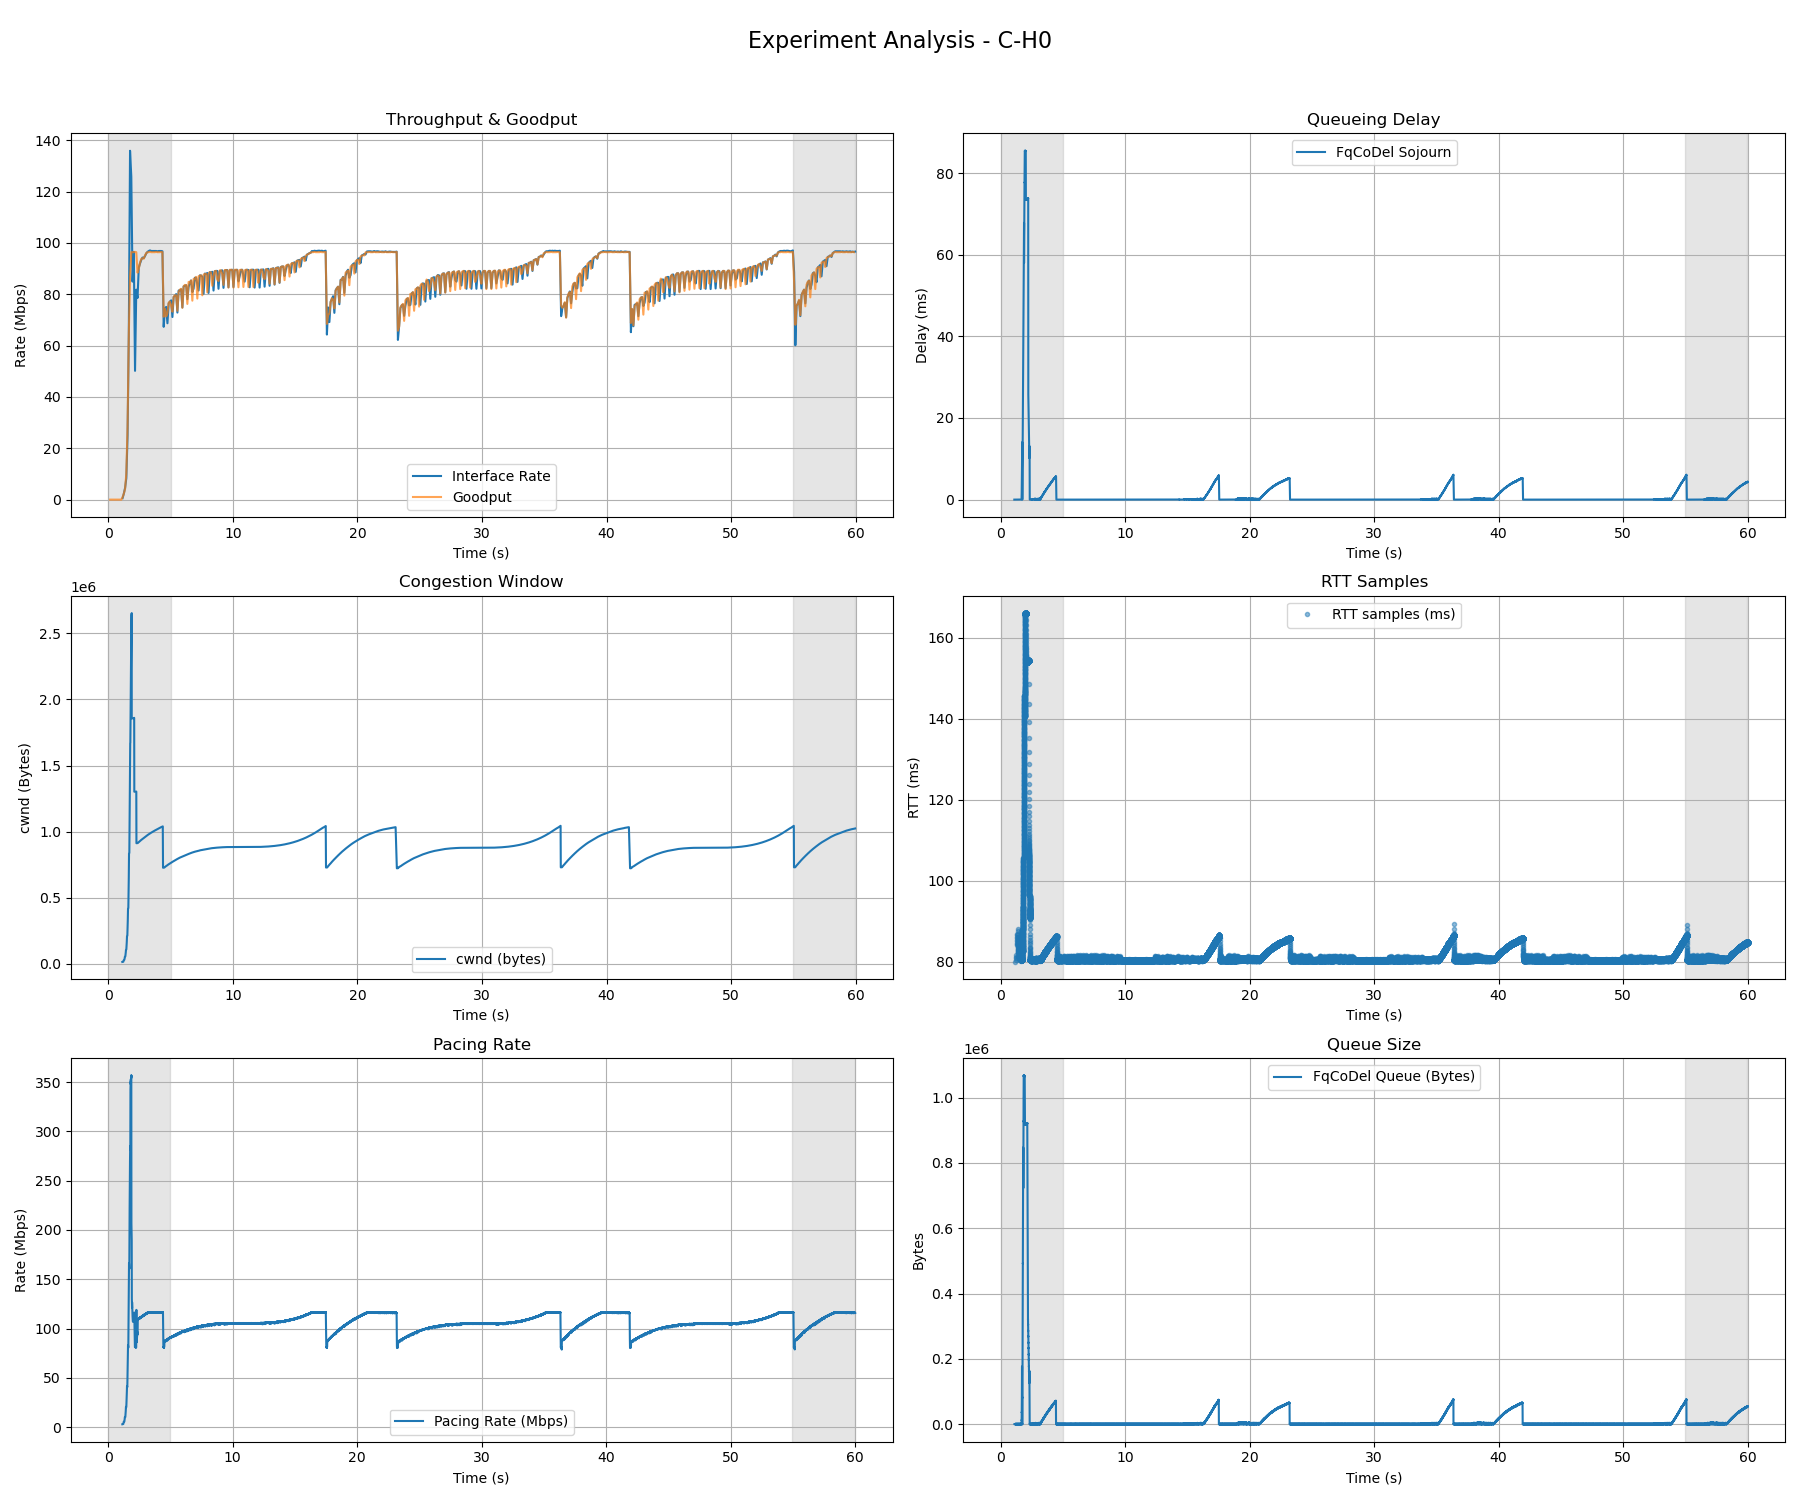 Experiment Analysis - C-H0
Throughput & Goodput
140
120
100
80
60
40
20
0
Rate (Mbps)
Interface Rate
Goodput
0 10 20 30 40 50 60
Time (s)
Queueing Delay
80
60
40
20
0
Delay (ms)
FqCoDel Sojourn
0 10 20 30 40 50 60
Time (s)
Congestion Window
1e6
2.5
2.0
1.5
1.0
0.5
0.0
cwnd (Bytes)
cwnd (bytes)
0 10 20 30 40 50 60
Time (s)
RTT Samples
160
140
120
100
80
RTT (ms)
RTT samples (ms)
0 10 20 30 40 50 60
Time (s)
Pacing Rate
350
300
250
200
150
100
50
0
Rate (Mbps)
Pacing Rate (Mbps)
0 10 20 30 40 50 60
Time (s)
Queue Size
1e6
1.0
0.8
0.6
0.4
0.2
0.0
Bytes
FqCoDel Queue (Bytes)
0 10 20 30 40 50 60
Time (s)